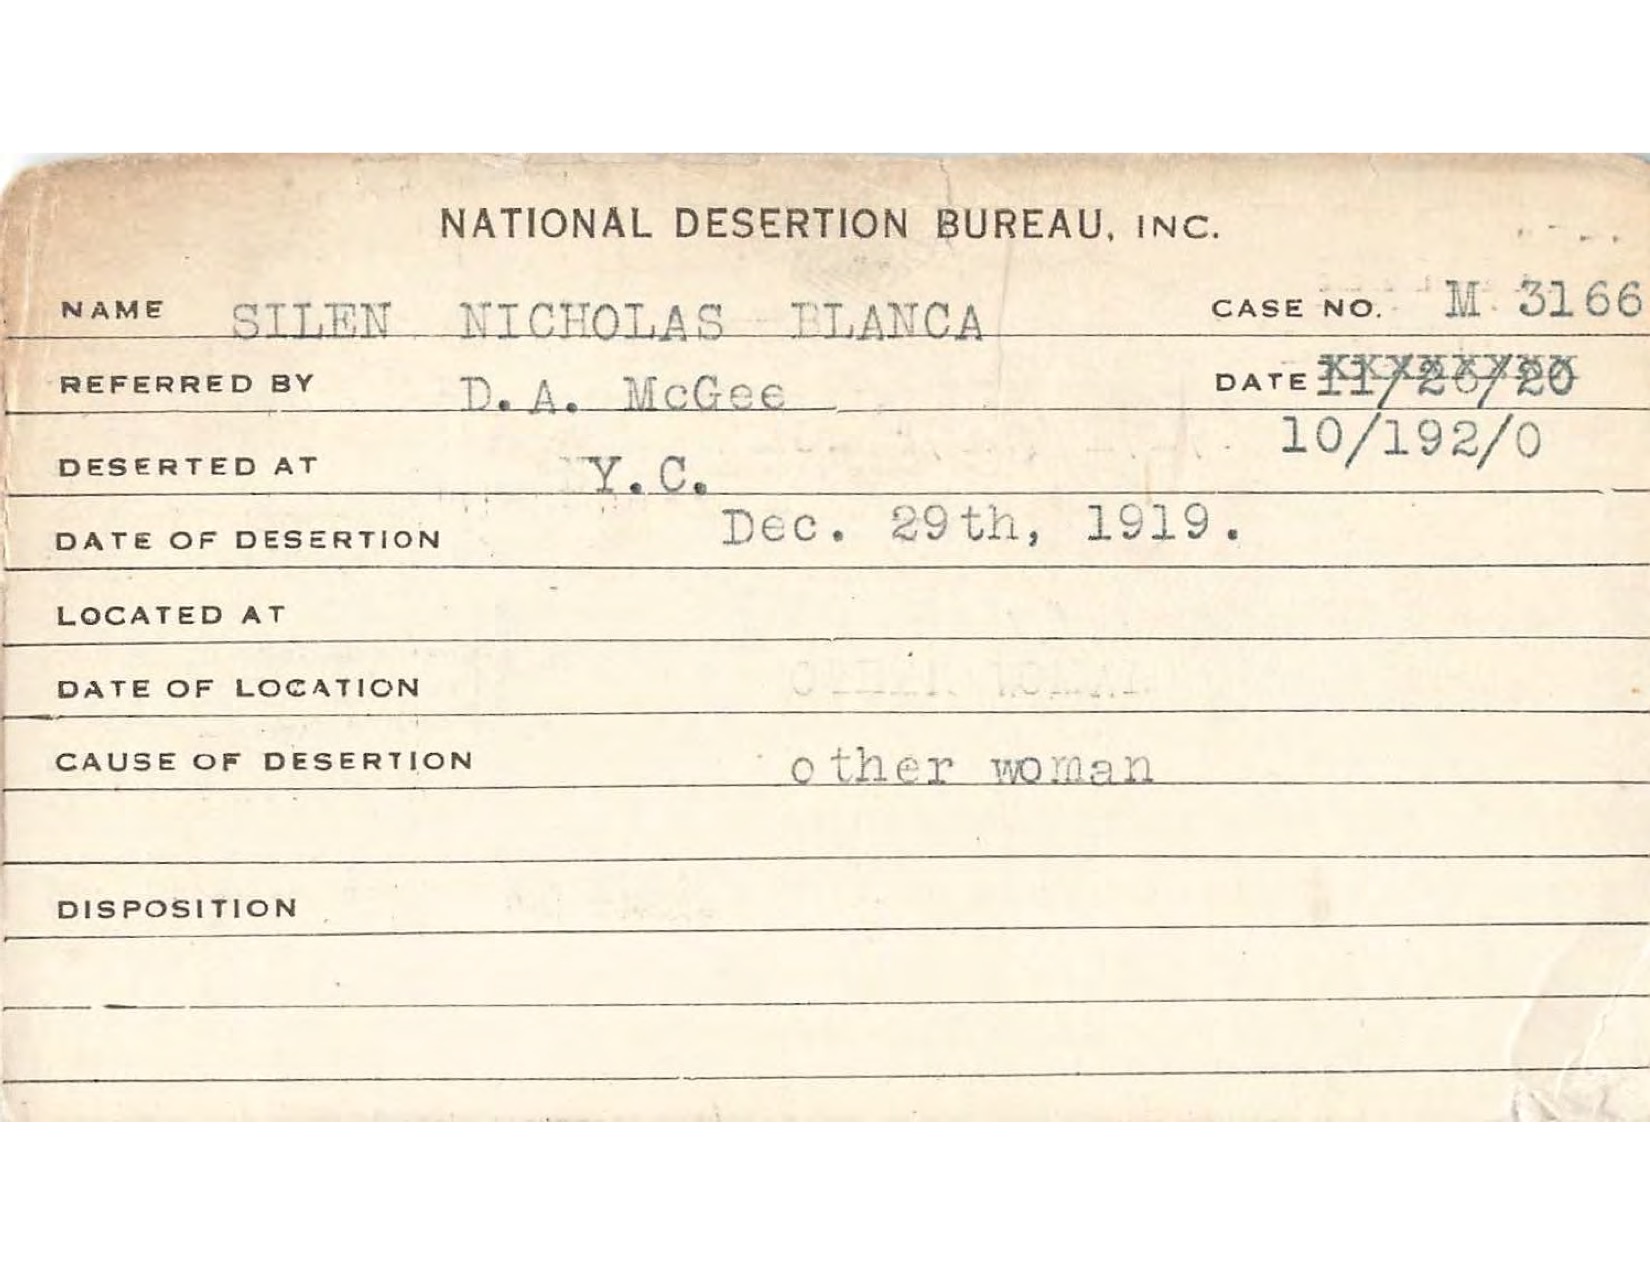 NATIONAL DESERTION BUREAU, INC.
NAME SILEN NICHOLAS BLANCA CASE NO. M 3166
REFERRED BY D.A. McGee DATE 11/26/20
10/192/0
DESERTED AT Y.C.
DATE OF DESERTION Dec. 29th, 1919.
LOCATED AT
DATE OF LOCATION
CAUSE OF DESERTION other woman
DISPOSITION